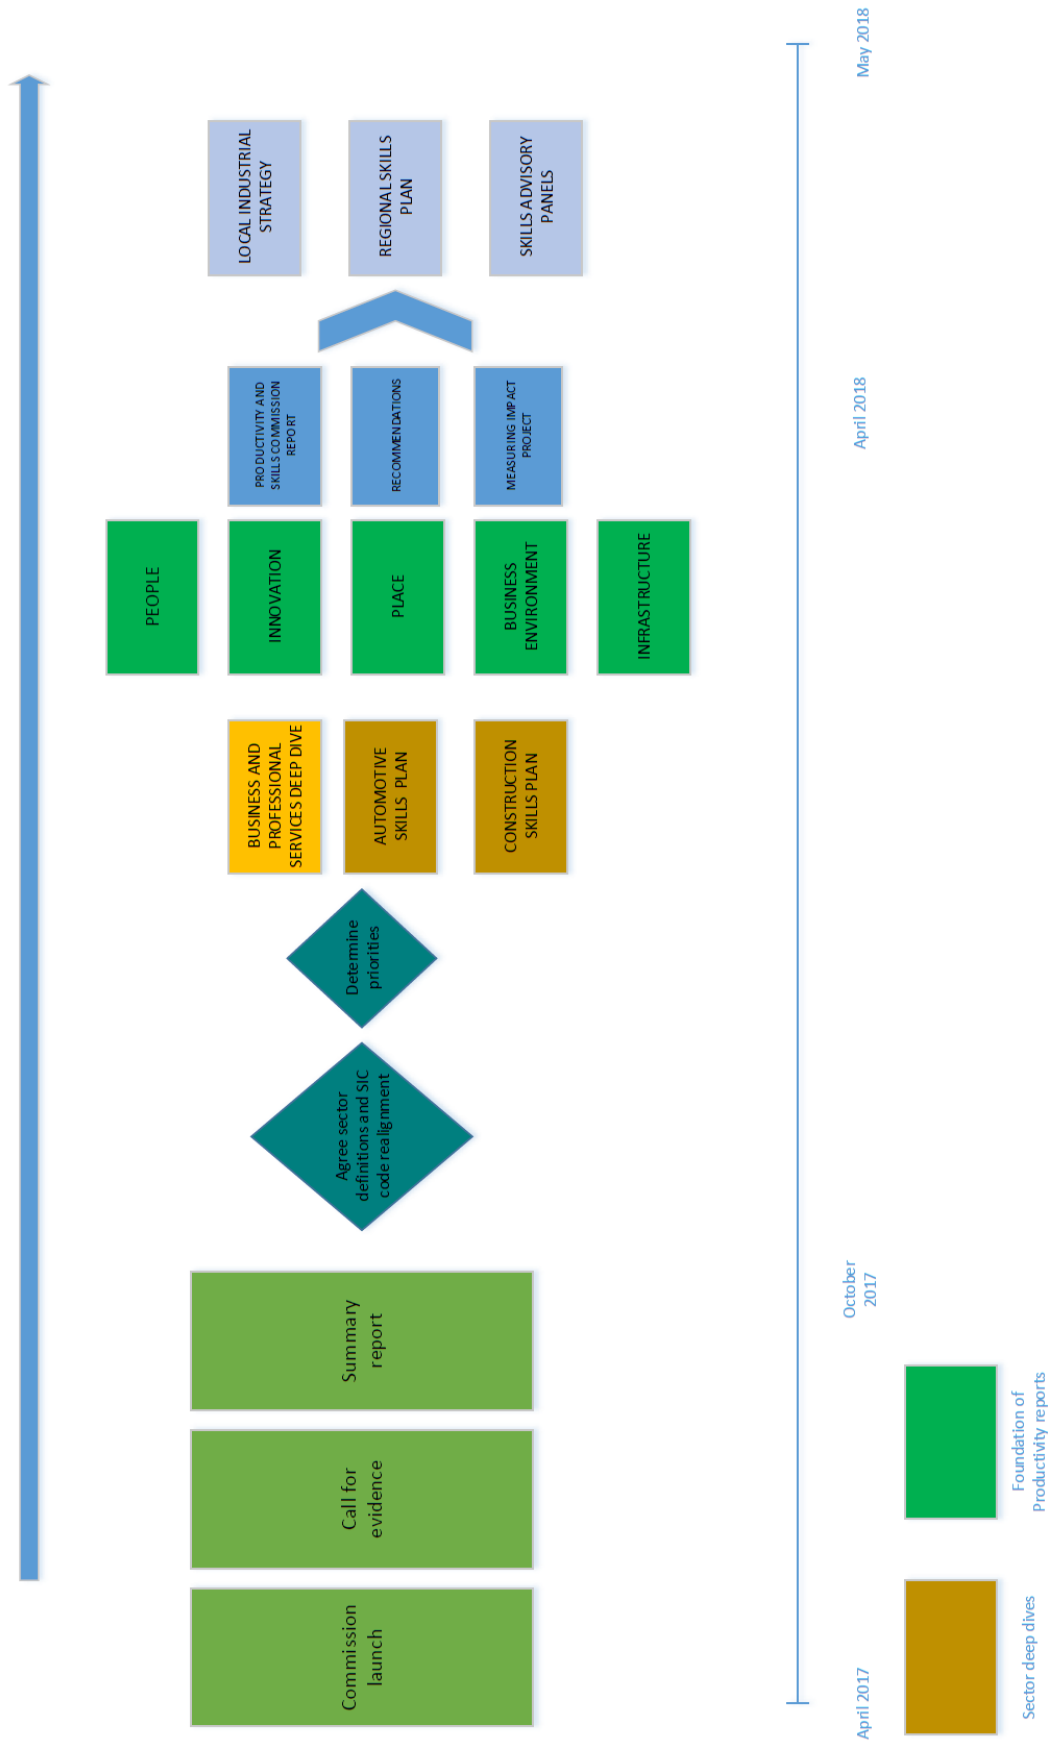 Commission
launch
Call for
evidence
Summary
report
Agree sector
definitions and SIC
code realignment
Determine
priorities
BUSINESS AND
PROFESSIONAL
SERVICES DEEP DIVE
AUTOMOTIVE
SKILLS PLAN
CONSTRUCTION
SKILLS PLAN
PEOPLE
INNOVATION
PLACE
BUSINESS
ENVIRONMENT
INFRASTRUCTURE
PRODUCTIVITY AND
SKILLS COMMISSION
REPORT
RECOMMENDATIONS
MEASURING IMPACT
PROJECT
LOCAL INDUSTRIAL
STRATEGY
REGIONAL SKILLS
PLAN
SKILLS ADVISORY
PANELS
April 2017
October
2017
April 2018
May 2018
Sector deep dives
Foundation of
Productivity reports